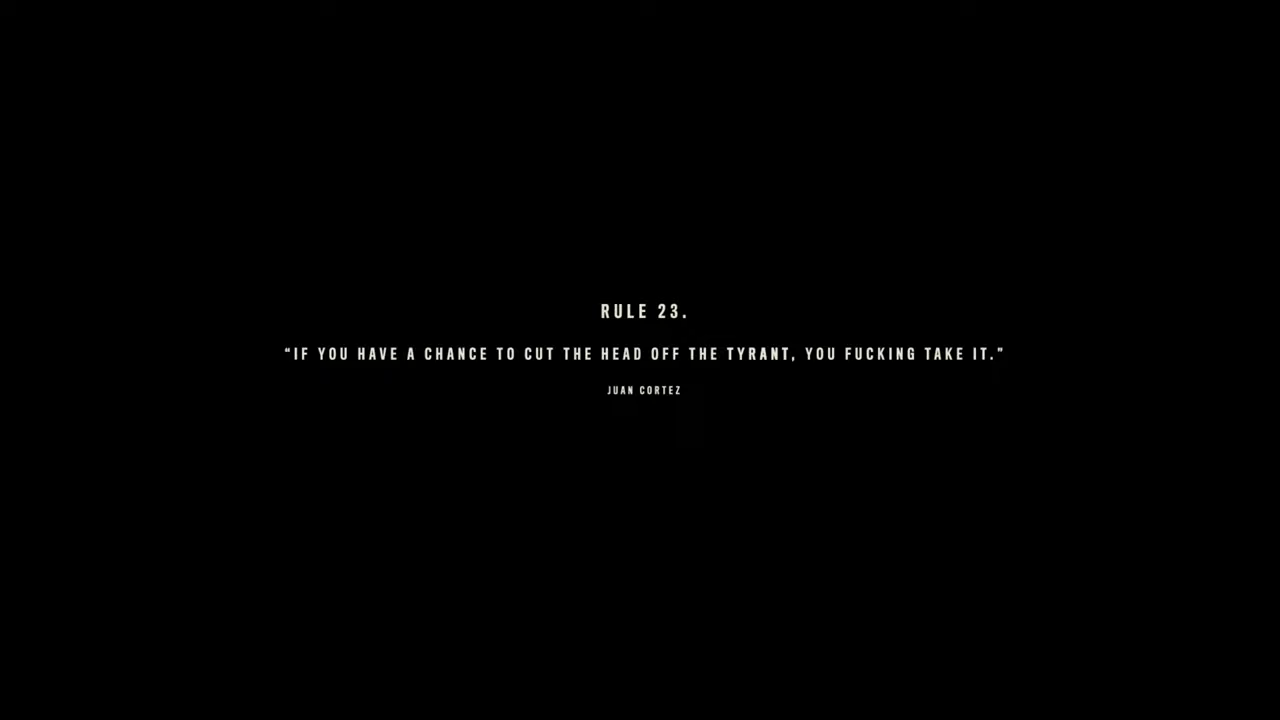 RULE 23.
“IF YOU HAVE A CHANCE TO CUT THE HEAD OFF THE TYRANT, YOU FUCKING TAKE IT.”
JUAN CORTEZ